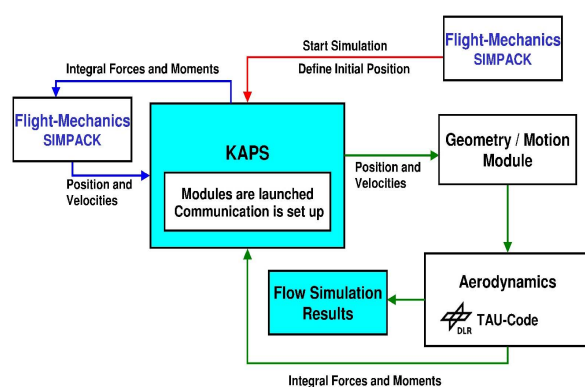 Start Simulation
Define Initial Position
Flight-Mechanics
SIMPACK
Integral Forces and Moments
Flight-Mechanics
SIMPACK
Position and
Velocities
KAPS
Modules are launched
Communication is set up
Position and
Velocities
Geometry / Motion
Module
Flow Simulation
Results
Aerodynamics
DLR
TAU-Code
Integral Forces and Moments